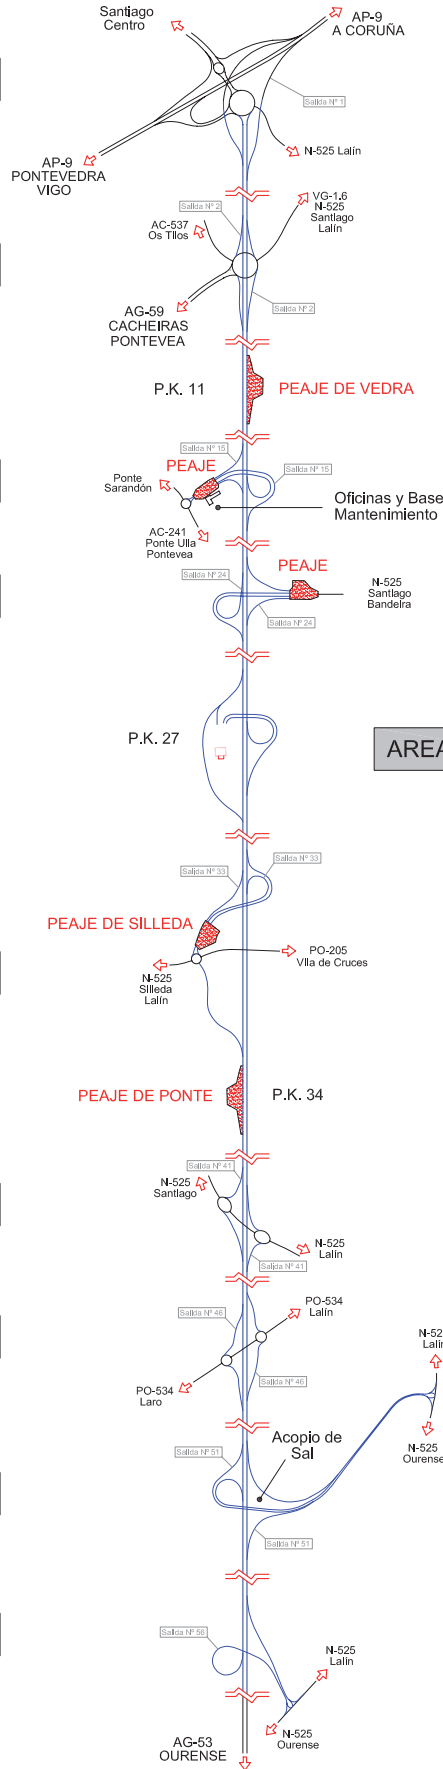 Santiago
Centro
AP-9
A CORUÑA
Salida Nº 1
N-525 Lalín
AP-9
PONTEVEDRA
VIGO
VG-1.6
N-525
Santiago
Lalín
Salida Nº 2
AC-537
Os Tilos
AG-59
CACHEIRAS
PONTEVEA
Salida Nº 2
P.K. 11
PEAJE DE VEDRA
Salida Nº 15
PEAJE
Salida Nº 15
Ponte
Sarandón
Oficinas y Base
Mantenimiento
AC-241
Ponte Ulla
Pontevea
PEAJE
Salida Nº 24
N-525
Santiago
Bandeira
Salida Nº 24
P.K. 27
AREA
Salida Nº 33
Salida Nº 33
PEAJE DE SILLEDA
PO-205
Vila de Cruces
N-525
Silleda
Lalín
PEAJE DE PONTE
P.K. 34
Salida Nº 41
N-525
Santiago
N-525
Lalín
Salida Nº 41
PO-534
Lalín
Salida Nº 46
N-52
Lalín
PO-534
Laro
Salida Nº 46
Acopio de
Sal
Salida Nº 51
N-525
Ourense
Salida Nº 51
Salida Nº 56
N-525
Lalín
N-525
Ourense
AG-53
OURENSE